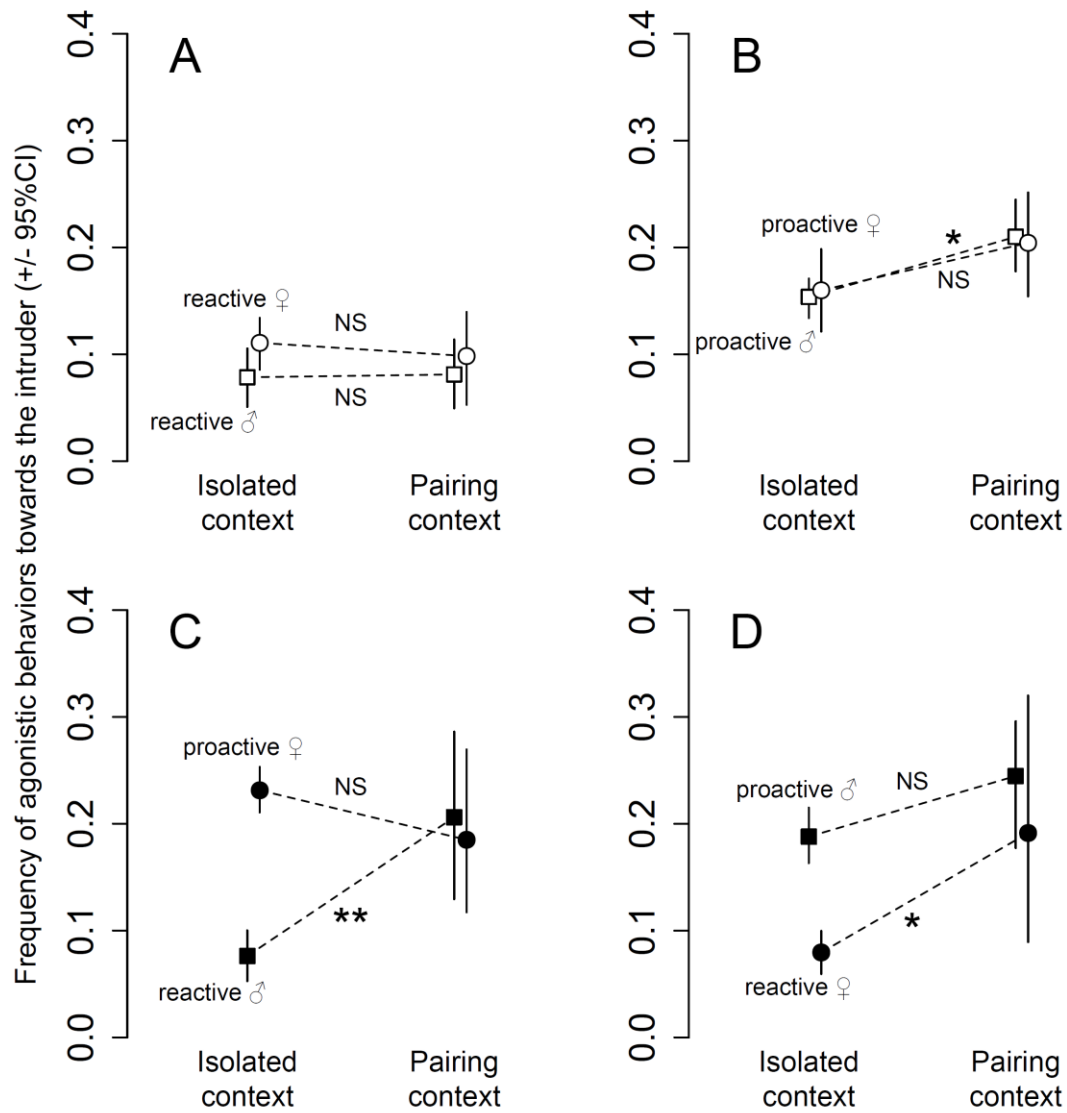 Frequency of agonistic behaviors towards the intruder (+/- 95%CI)
A
0.4
0.3
0.2
0.1
0.0
reactive ♀
NS
NS
reactive ♂
Isolated
context
Pairing
context
B
0.4
0.3
0.2
0.1
0.0
proactive ♀
*
NS
proactive ♂
Isolated
context
Pairing
context
C
0.4
0.3
0.2
0.1
0.0
proactive ♀
NS
**
reactive ♂
Isolated
context
Pairing
context
D
0.4
0.3
0.2
0.1
0.0
proactive ♂
NS
*
reactive ♀
Isolated
context
Pairing
context